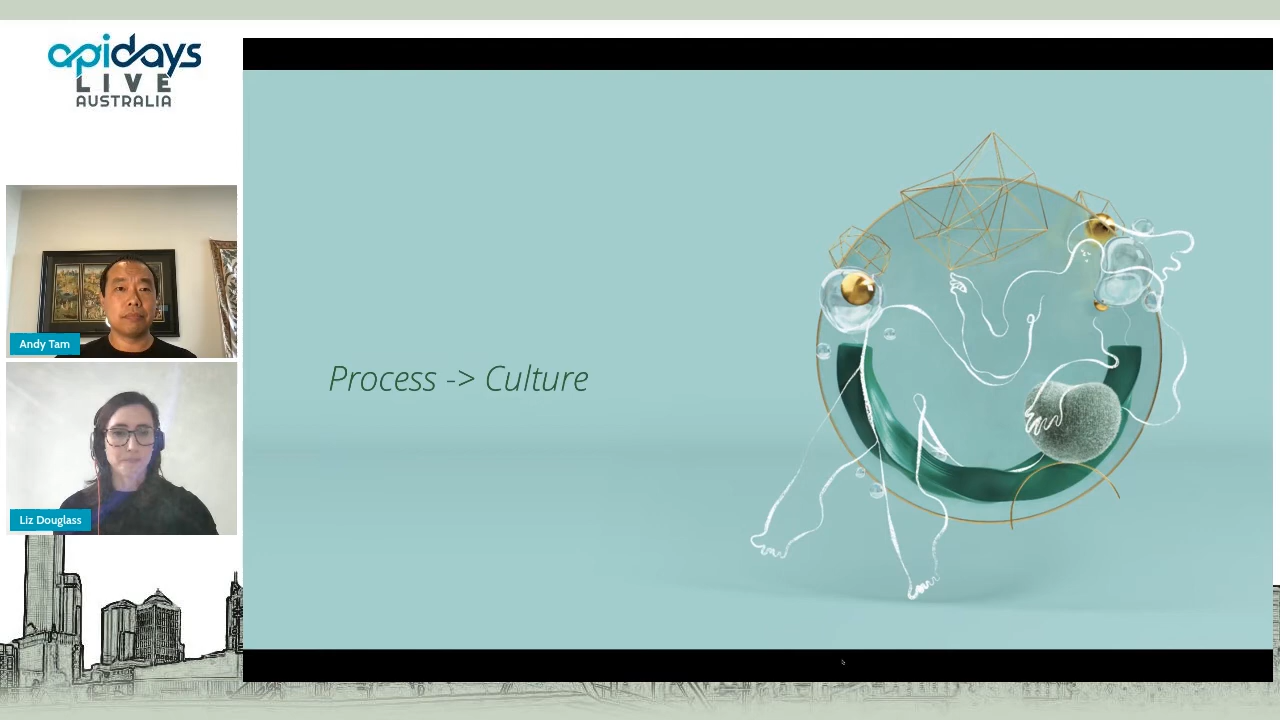 apidays
LIVE
AUSTRALIA
Andy Tam
Liz Douglass
Process -> Culture